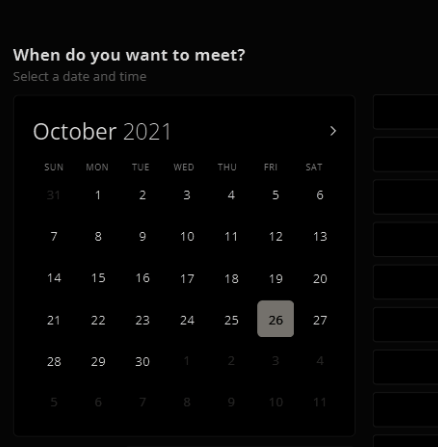 When do you want to meet?
Select a date and time
October 2021
SUN MON TUE WED THU FRI SAT
31 1 2 3 4 5 6
7 8 9 10 11 12 13
14 15 16 17 18 19 20
21 22 23 24 25 26 27
28 29 30 1 2 3 4
5 6 7 8 9 10 11